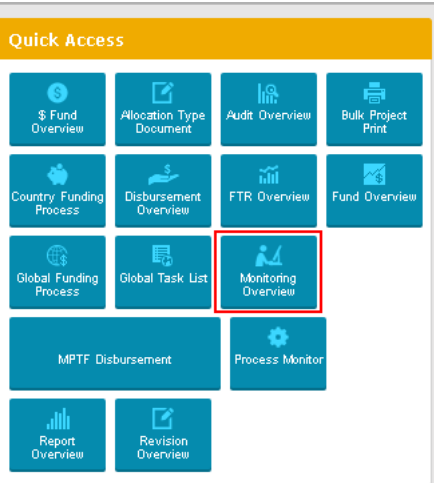 Quick Access
$ Fund
Overview
Allocation Type
Document
Audit Overview
Bulk Project
Print
Country Funding
Process
Disbursement
Overview
FTR Overview
Fund Overview
Global Funding
Process
Global Task List
Monitoring
Overview
MPTF Disbursement
Process Monitor
Report
Overview
Revision
Overview